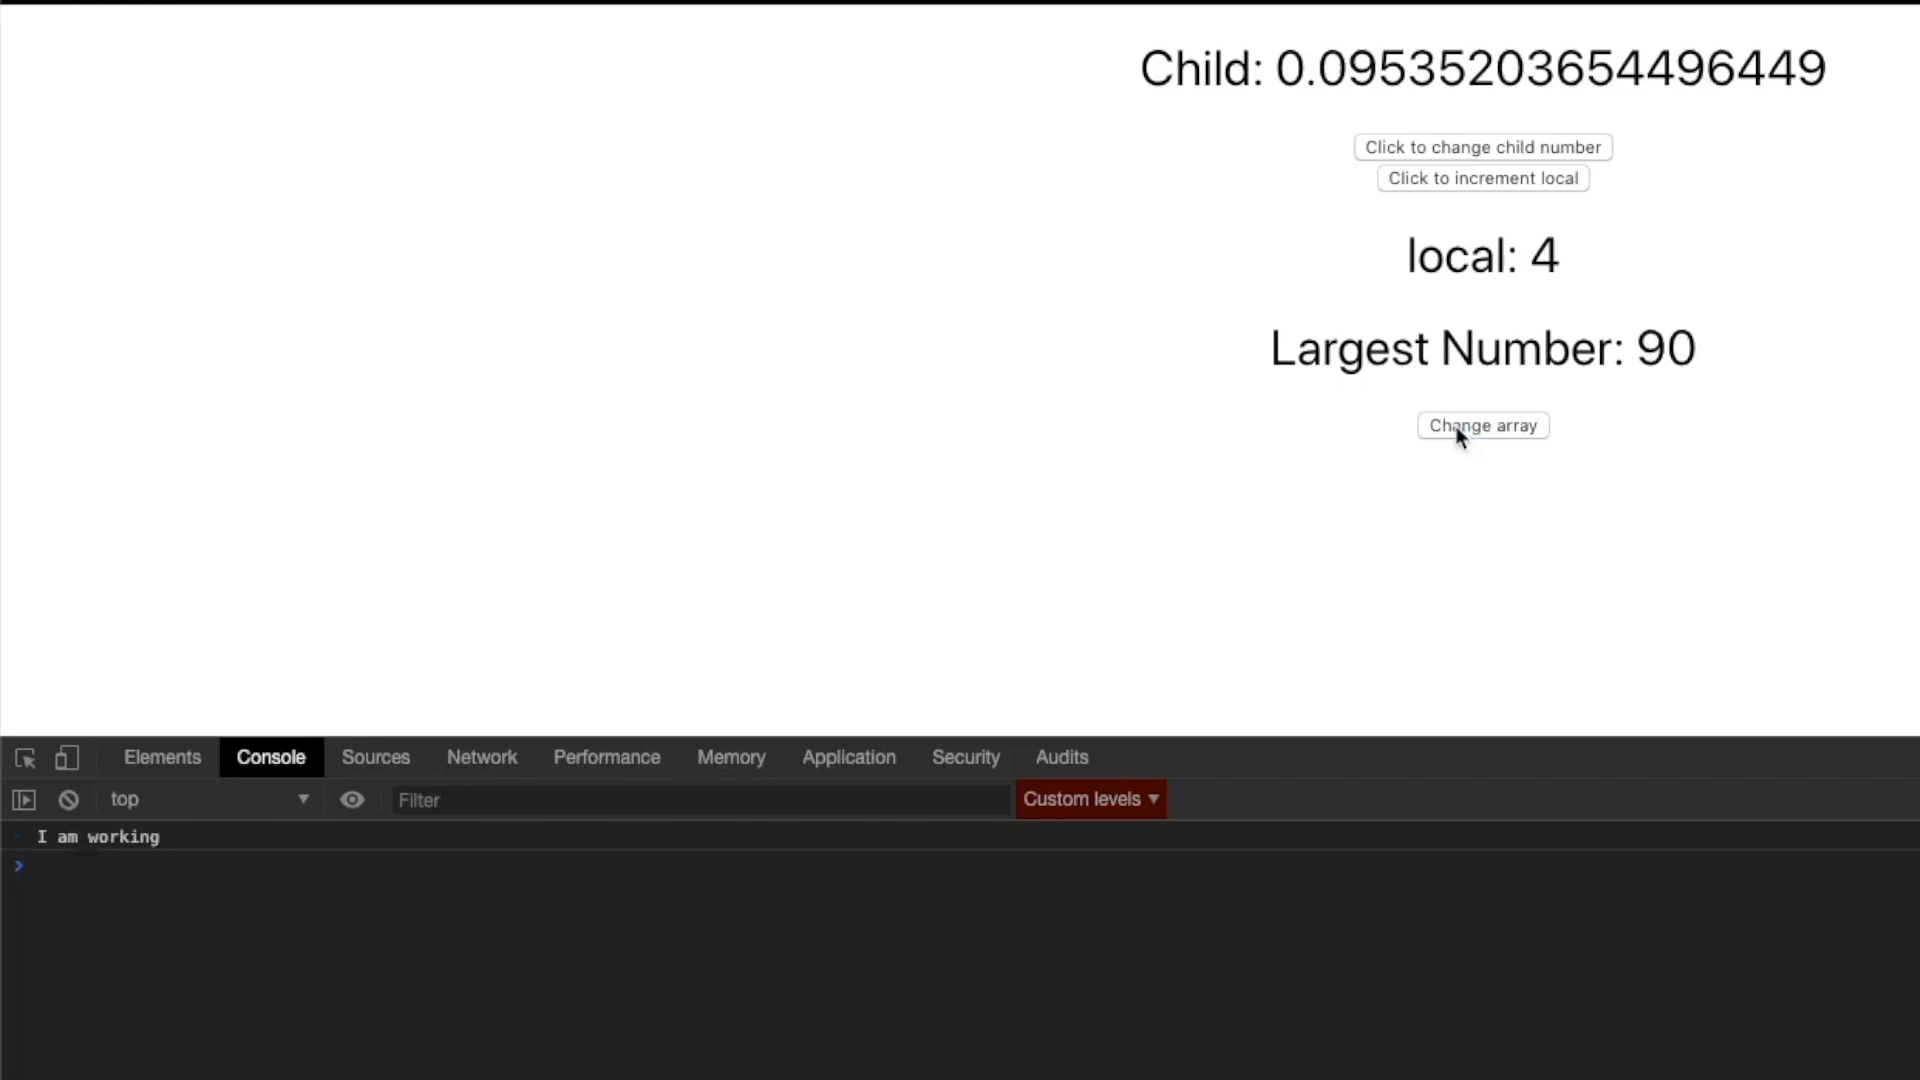 Child: 0.09535203654496449
Click to change child number
Click to increment local
local: 4
Largest Number: 90
Change array
Elements Console Sources Network Performance Memory Application Security Audits
top Filter Custom levels
I am working